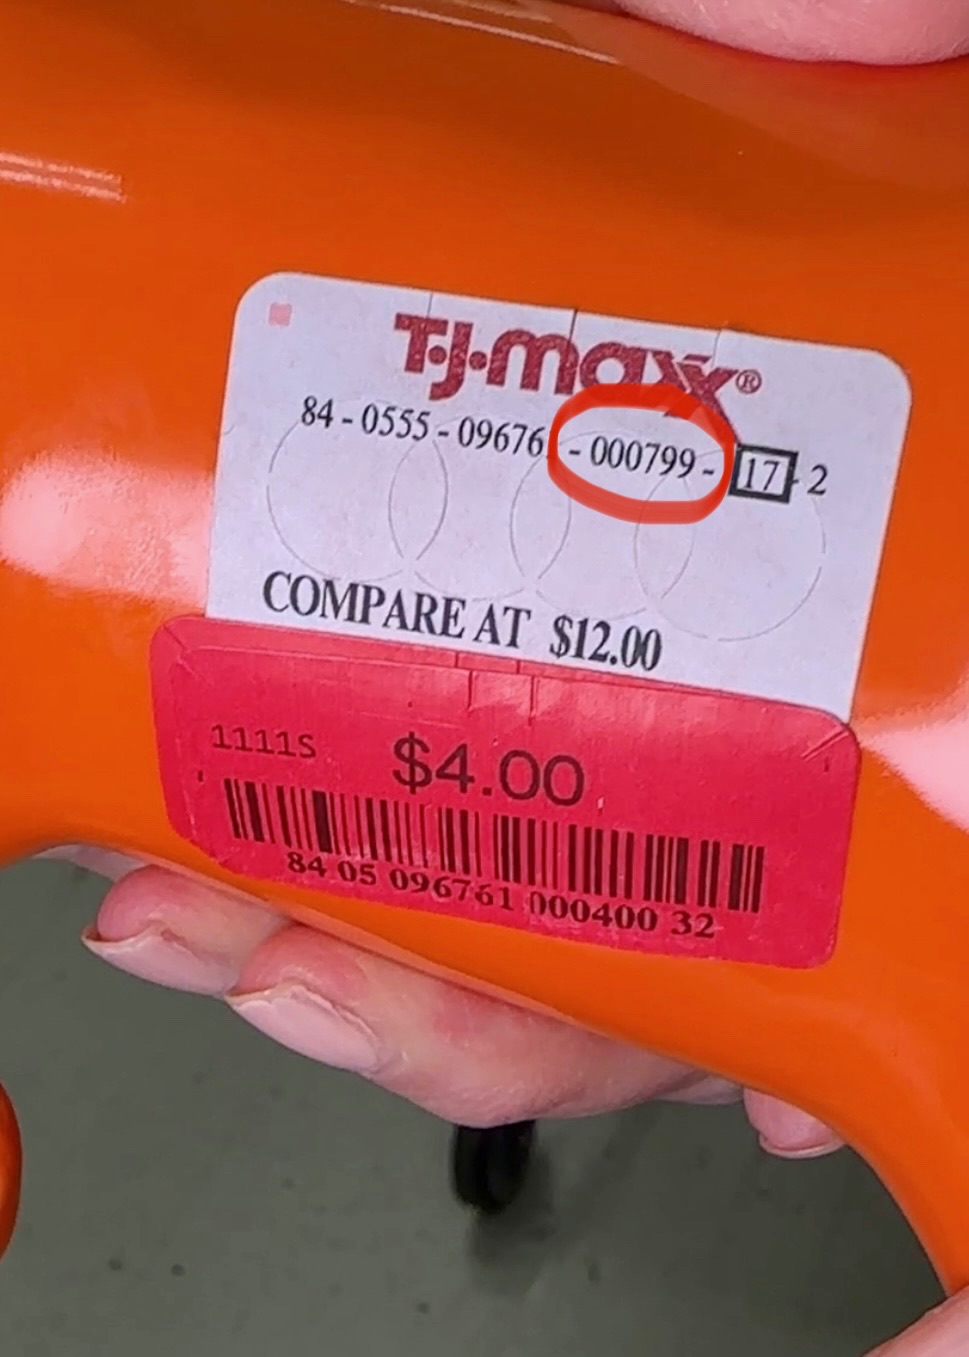 T.J.maxx®
84 - 0555 - 09676 - 000799 - 17 - 2
COMPARE AT $12.00
1111S $4.00
84 05 096761 000400 32